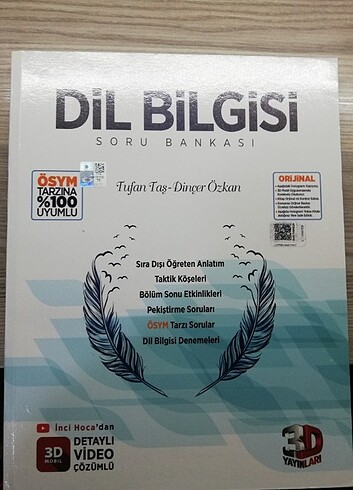 DİL BİLGİSİ
SORU BANKASI
ÖSYM
TARZINA
%100
UYUMLU
Tufan Taş-Dinçer Özkan
ORİJİNAL
Sıra Dışı Öğreten Anlatım
Taktik Köşeleri
Bölüm Sonu Etkinlikleri
Pekiştirme Soruları
ÖSYM Tarzı Sorular
Dil Bilgisi Denemeleri
İnci Hoca'dan
3D
MOBİL
DETAYLI
VİDEO
ÇÖZÜMLÜ
3D
YAYINLARI